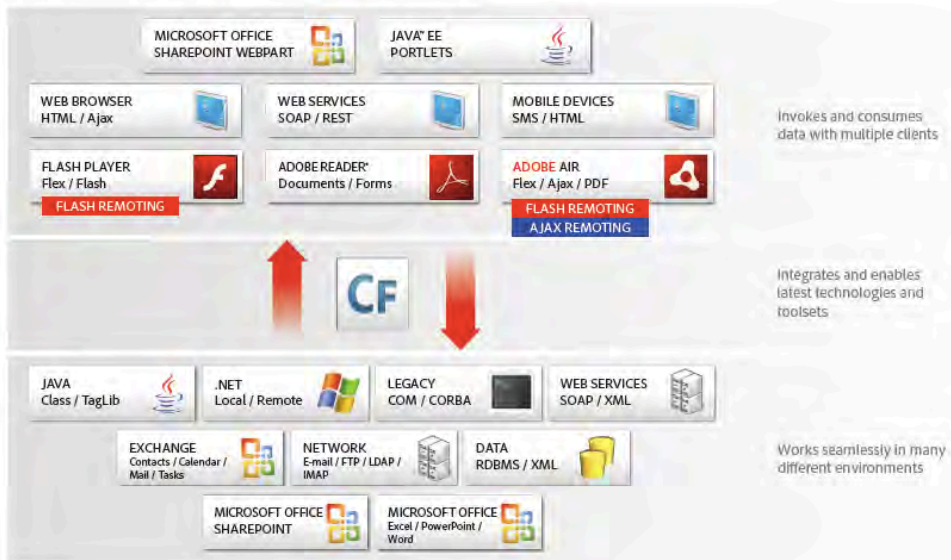 MICROSOFT OFFICE
SHAREPOINT WEBPART
JAVA™ EE
PORTLETS
WEB BROWSER
HTML / Ajax
WEB SERVICES
SOAP / REST
MOBILE DEVICES
SMS / HTML
Invokes and consumes
data with multiple clients
FLASH PLAYER
Flex / Flash
FLASH REMOTING
ADOBE READER®
Documents / Forms
ADOBE AIR
Flex / Ajax / PDF
FLASH REMOTING
AJAX REMOTING
CF
Integrates and enables
latest technologies and
toolsets
JAVA
Class / TagLib
.NET
Local / Remote
LEGACY
COM / CORBA
WEB SERVICES
SOAP / XML
EXCHANGE
Contacts / Calendar /
Mail / Tasks
NETWORK
E-mail / FTP / LDAP /
IMAP
DATA
RDBMS / XML
Works seamlessly in many
different environments
MICROSOFT OFFICE
SHAREPOINT
MICROSOFT OFFICE
Excel / PowerPoint /
Word